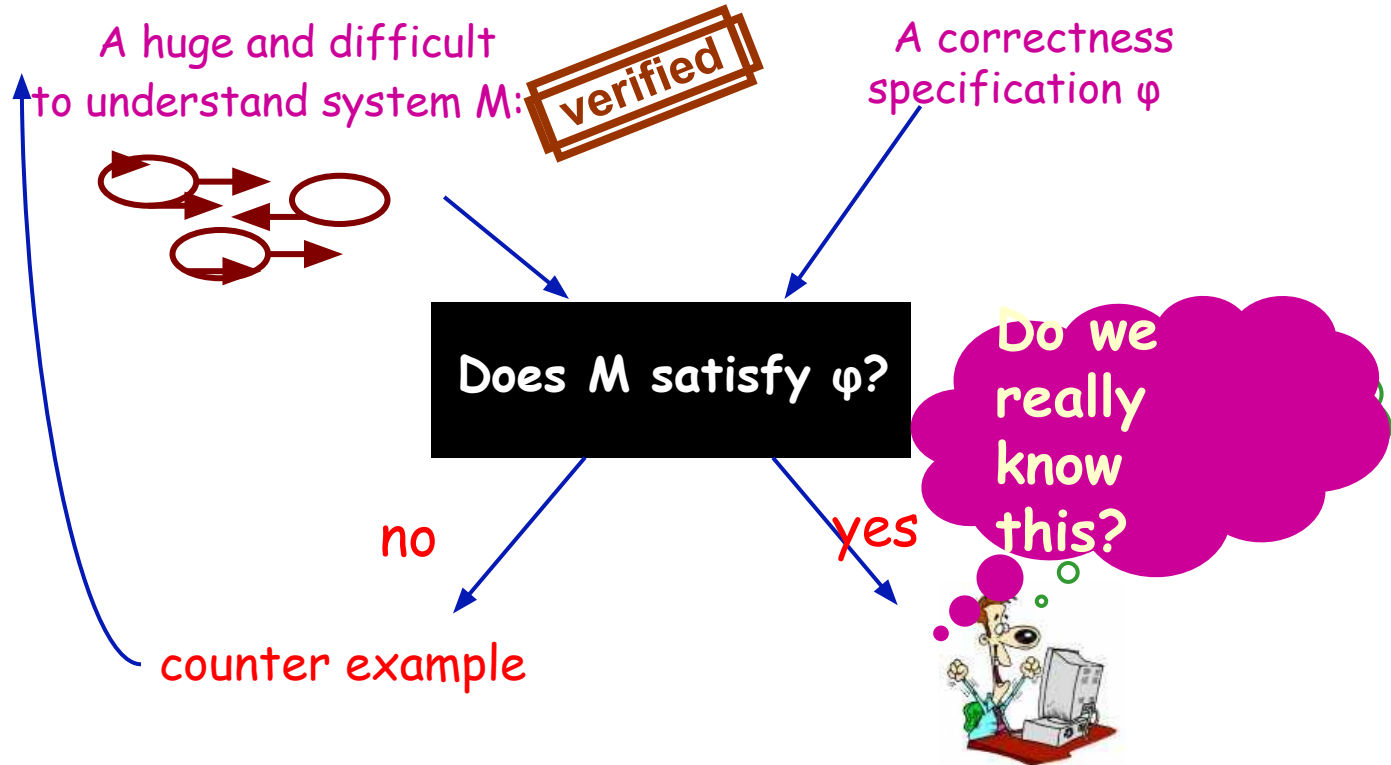 A huge and difficult
to understand system M:
verified
A correctness
specification φ
Does M satisfy φ?
Do we
really
know
this?
no
yes
counter example